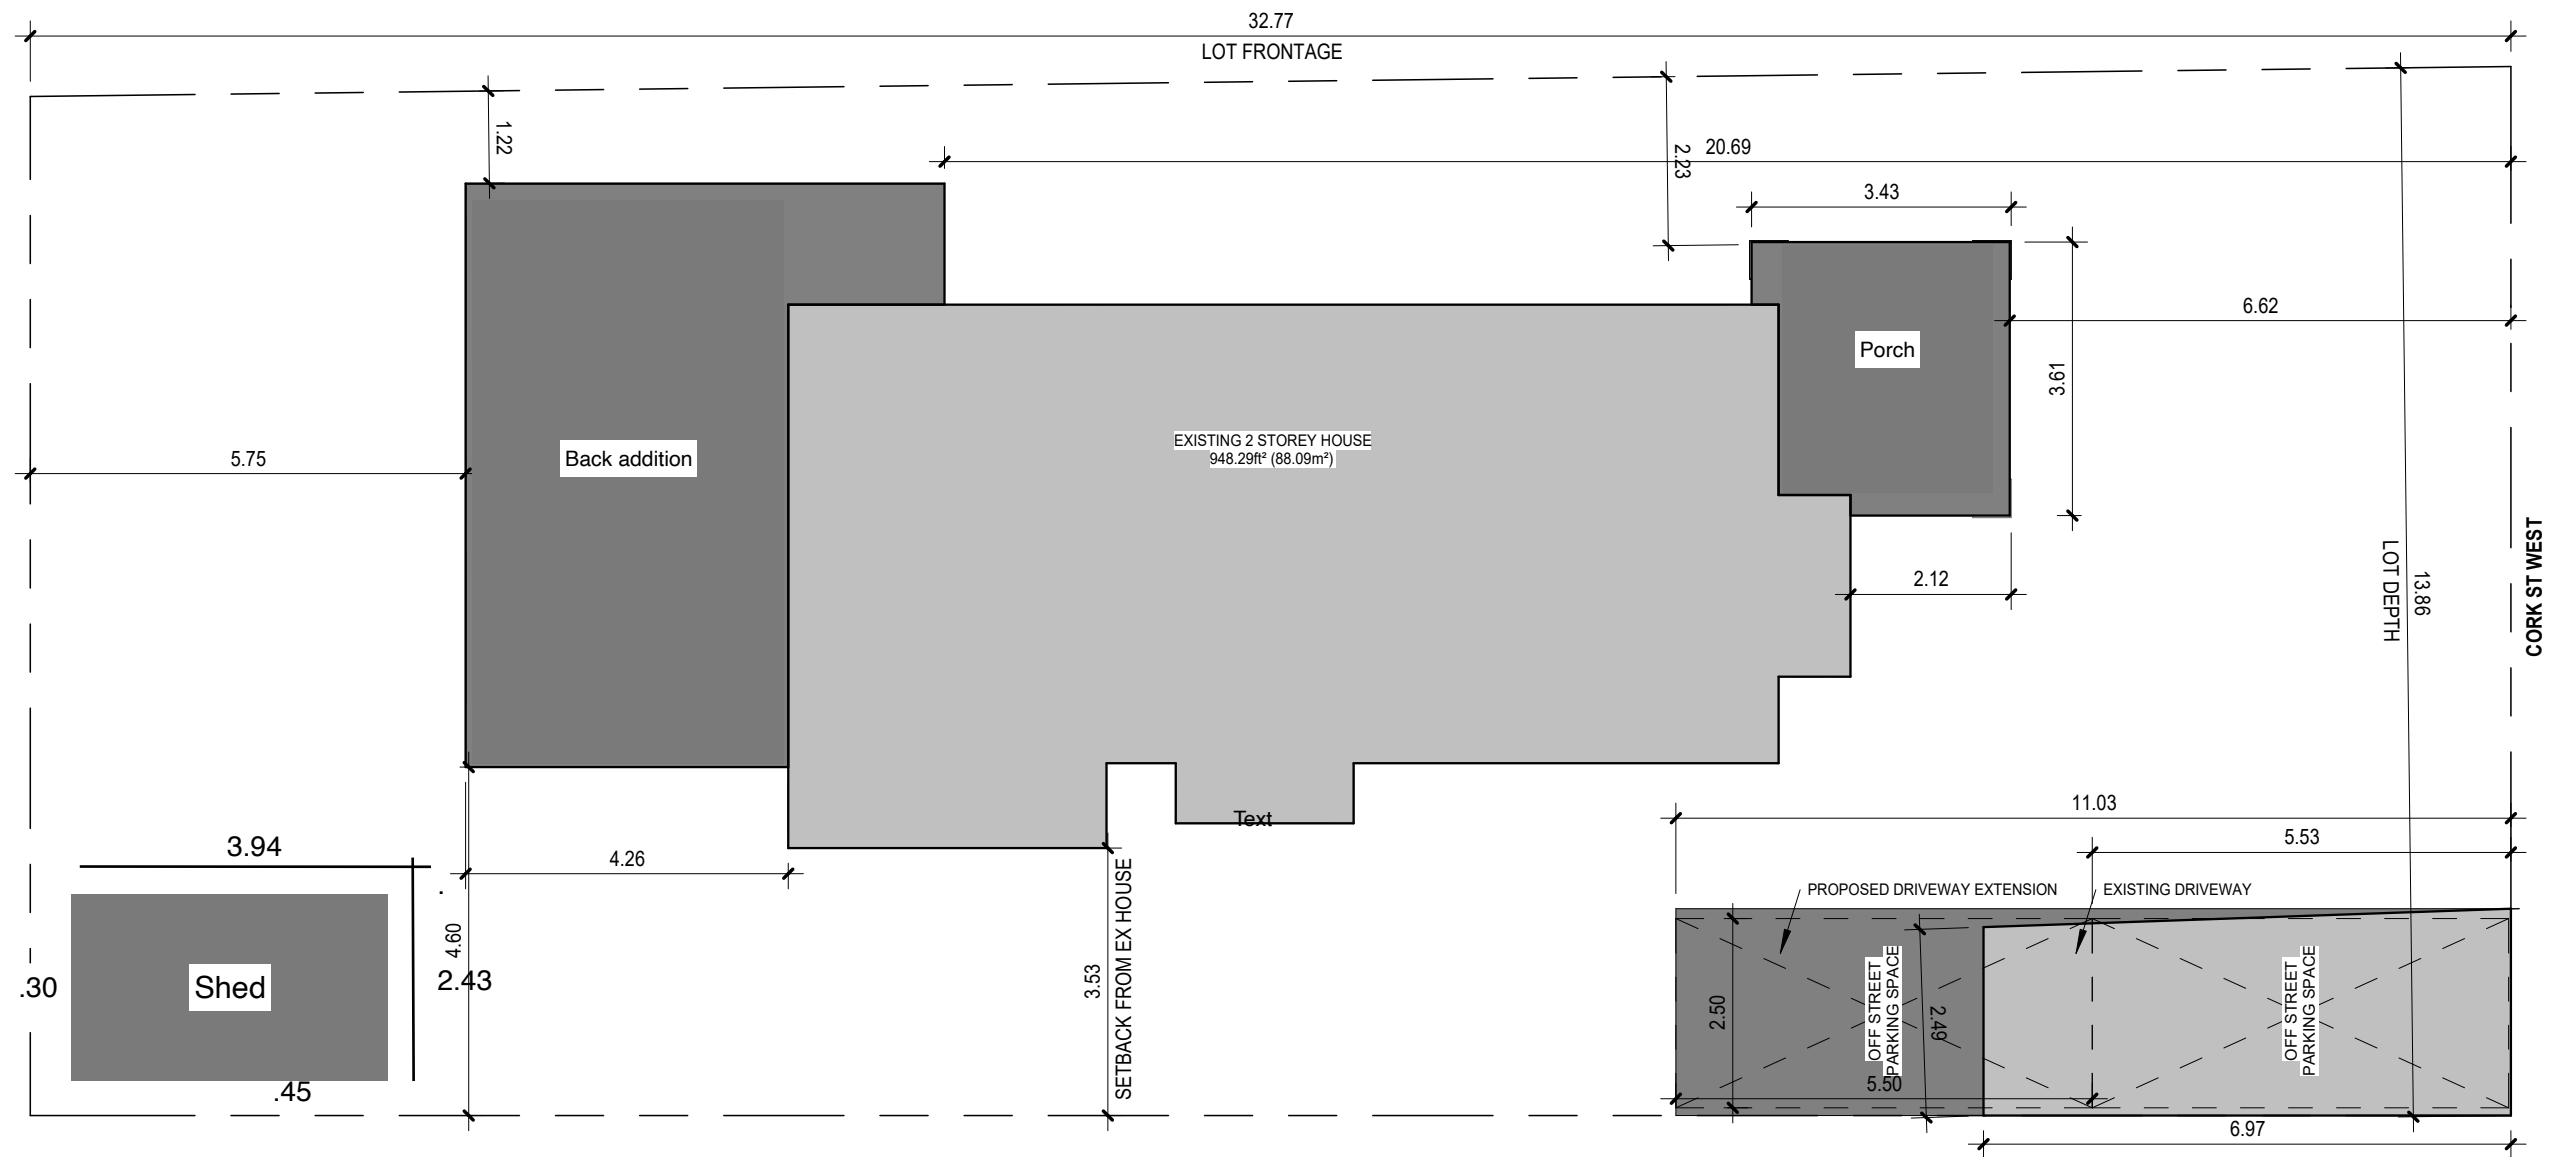 32.77
LOT FRONTAGE
1.22
2.23
20.69
3.43
6.62
Porch
3.61
EXISTING 2 STOREY HOUSE
948.29ft² (88.09m²)
Back addition
5.75
2.12
LOT DEPTH
13.86
CORK ST WEST
11.03
Text
5.53
3.94
4.26
PROPOSED DRIVEWAY EXTENSION
EXISTING DRIVEWAY
4.60
2.43
.30
Shed
.45
3.53
SETBACK FROM EX HOUSE
2.50
OFF STREET
PARKING SPACE
2.49
OFF STREET
PARKING SPACE
5.50
6.97